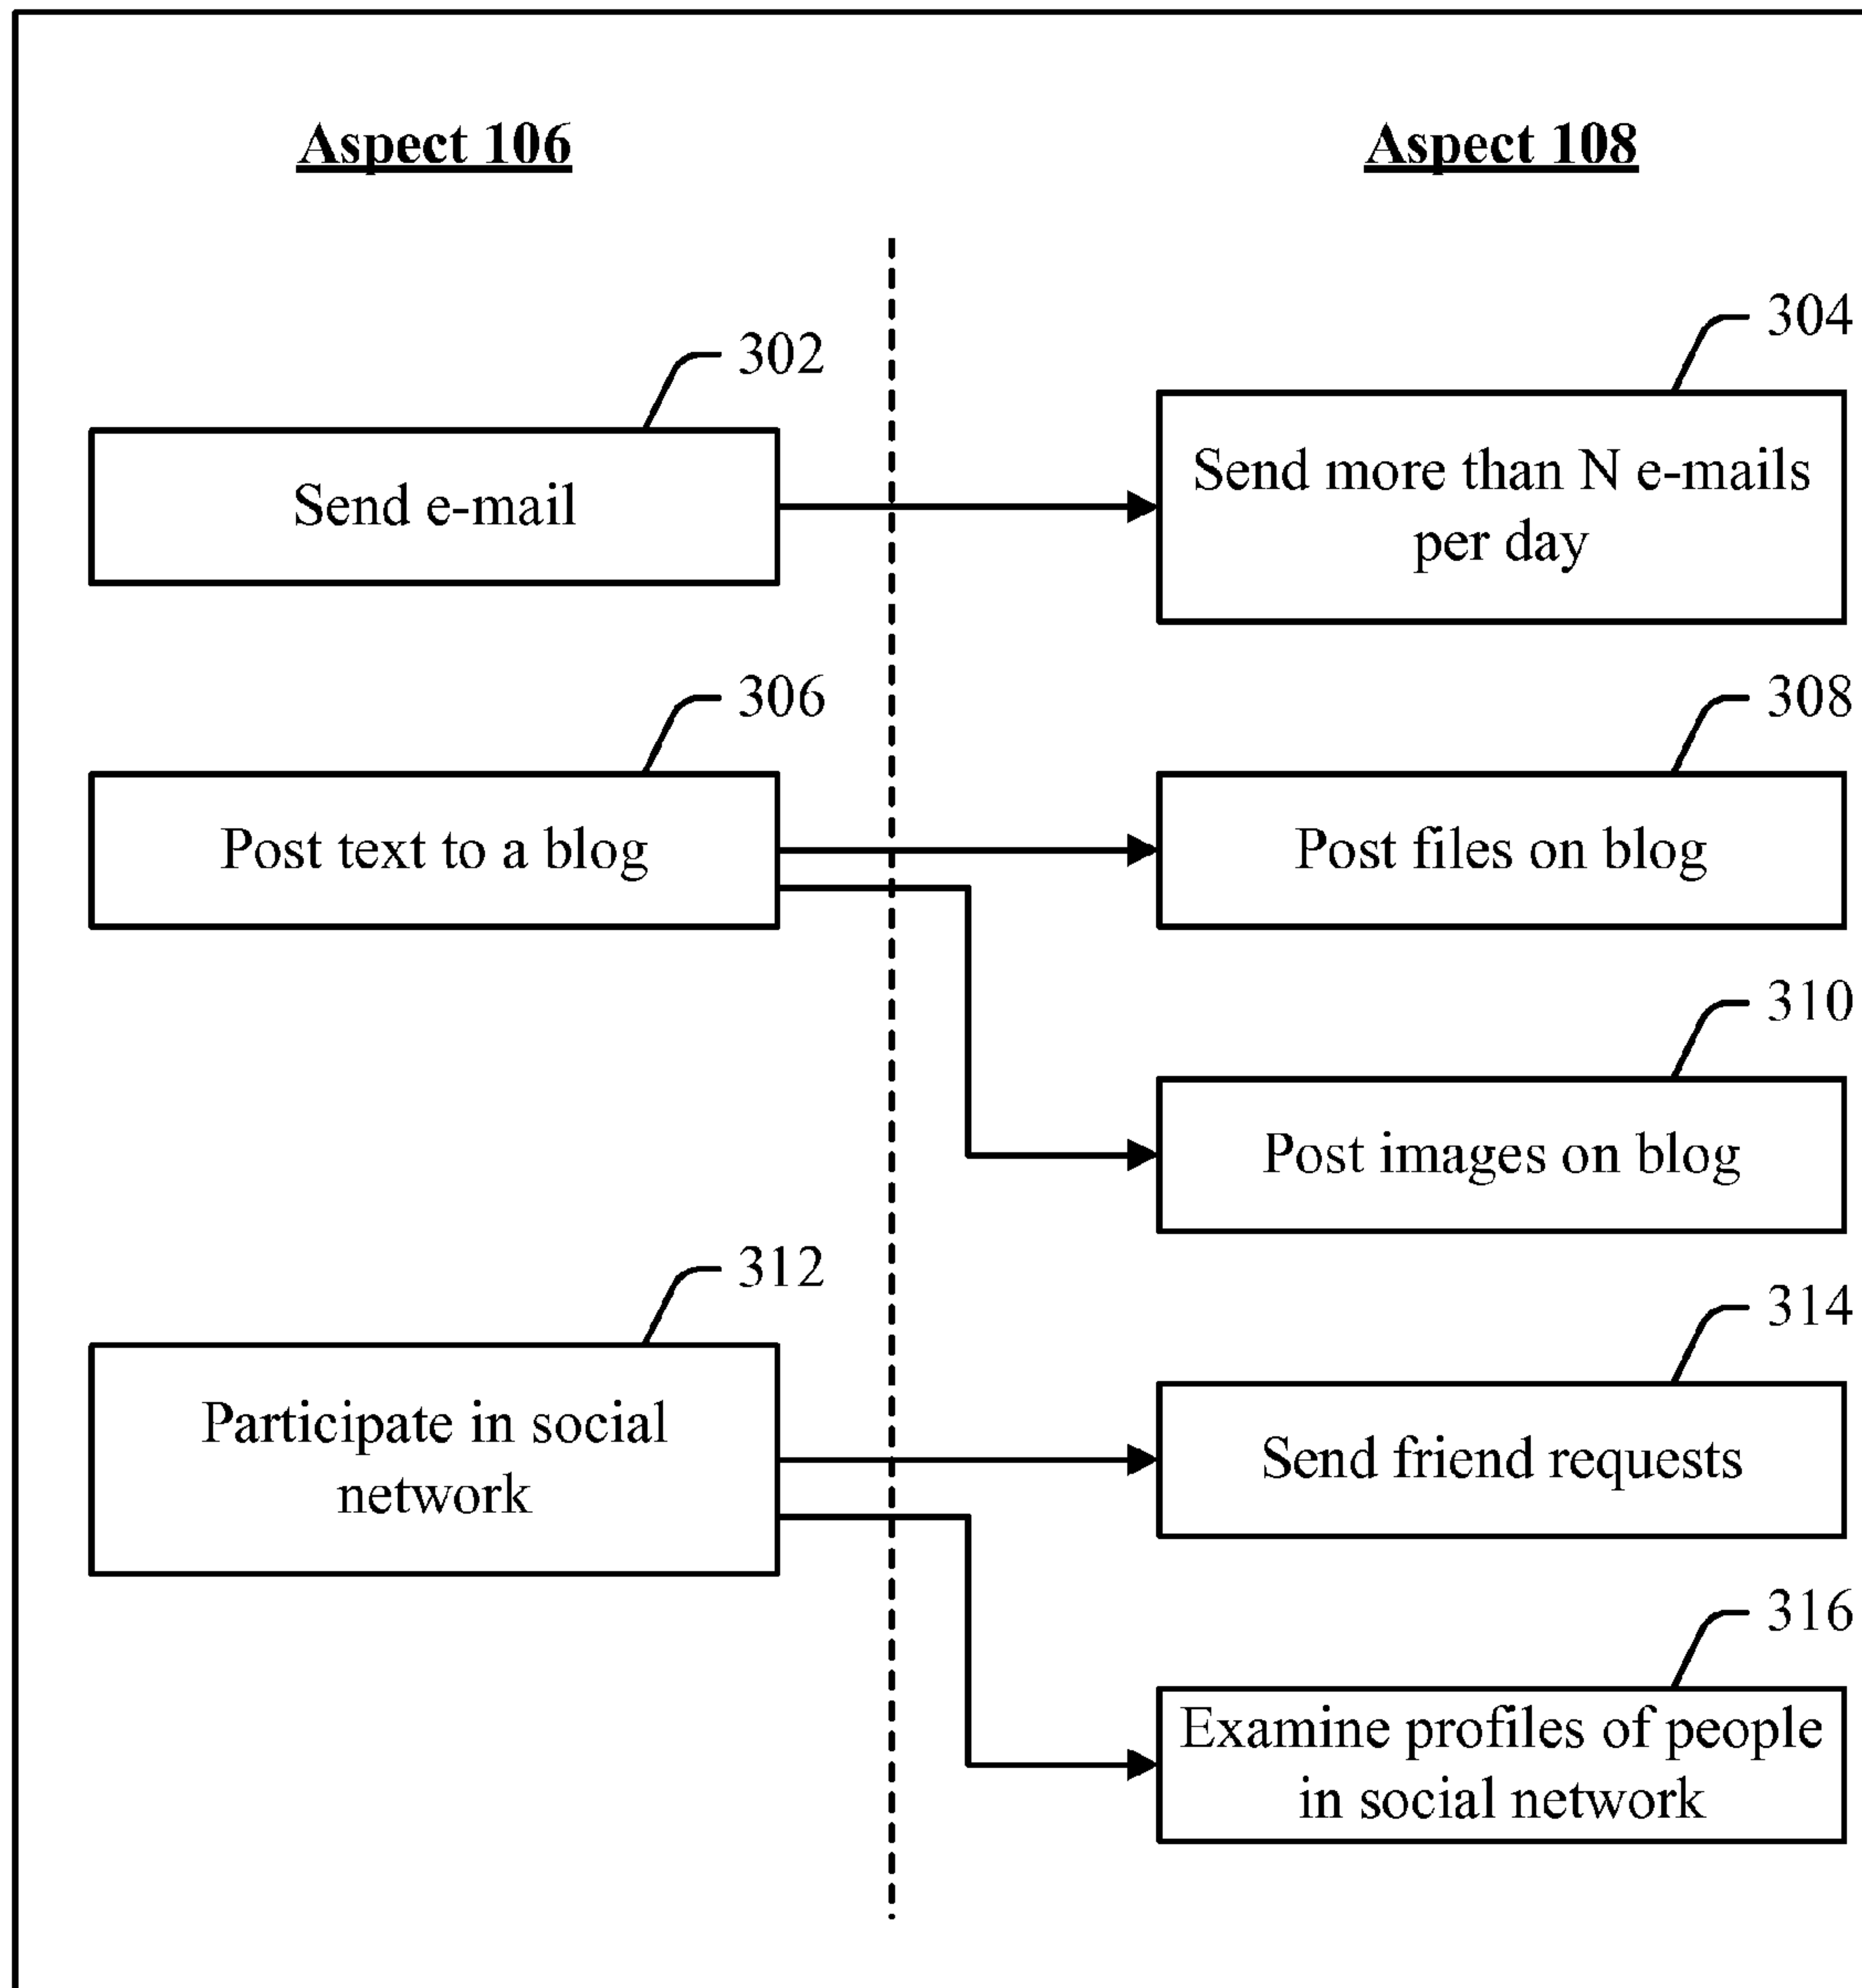 Aspect 106
Aspect 108
302
304
Send e-mail
Send more than N e-mails
per day
306
308
Post text to a blog
Post files on blog
310
Post images on blog
312
314
Participate in social
network
Send friend requests
316
Examine profiles of people
in social network